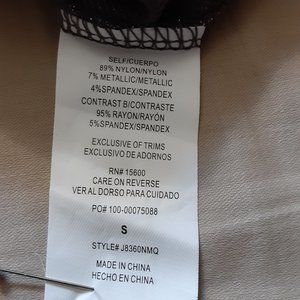 SELF/CUERPO
89% NYLON/NYLON
7% METALLIC/METALLIC
4%SPANDEX/SPANDEX
CONTRAST B/CONTRASTE
95% RAYON/RAYÓN
5%SPANDEX/SPANDEX
EXCLUSIVE OF TRIMS
EXCLUSIVO DE ADORNOS
RN# 15600
CARE ON REVERSE
VER AL DORSO PARA CUIDADO
PO# 100-00075088
S
STYLE# J8360NMQ
MADE IN CHINA
HECHO EN CHINA